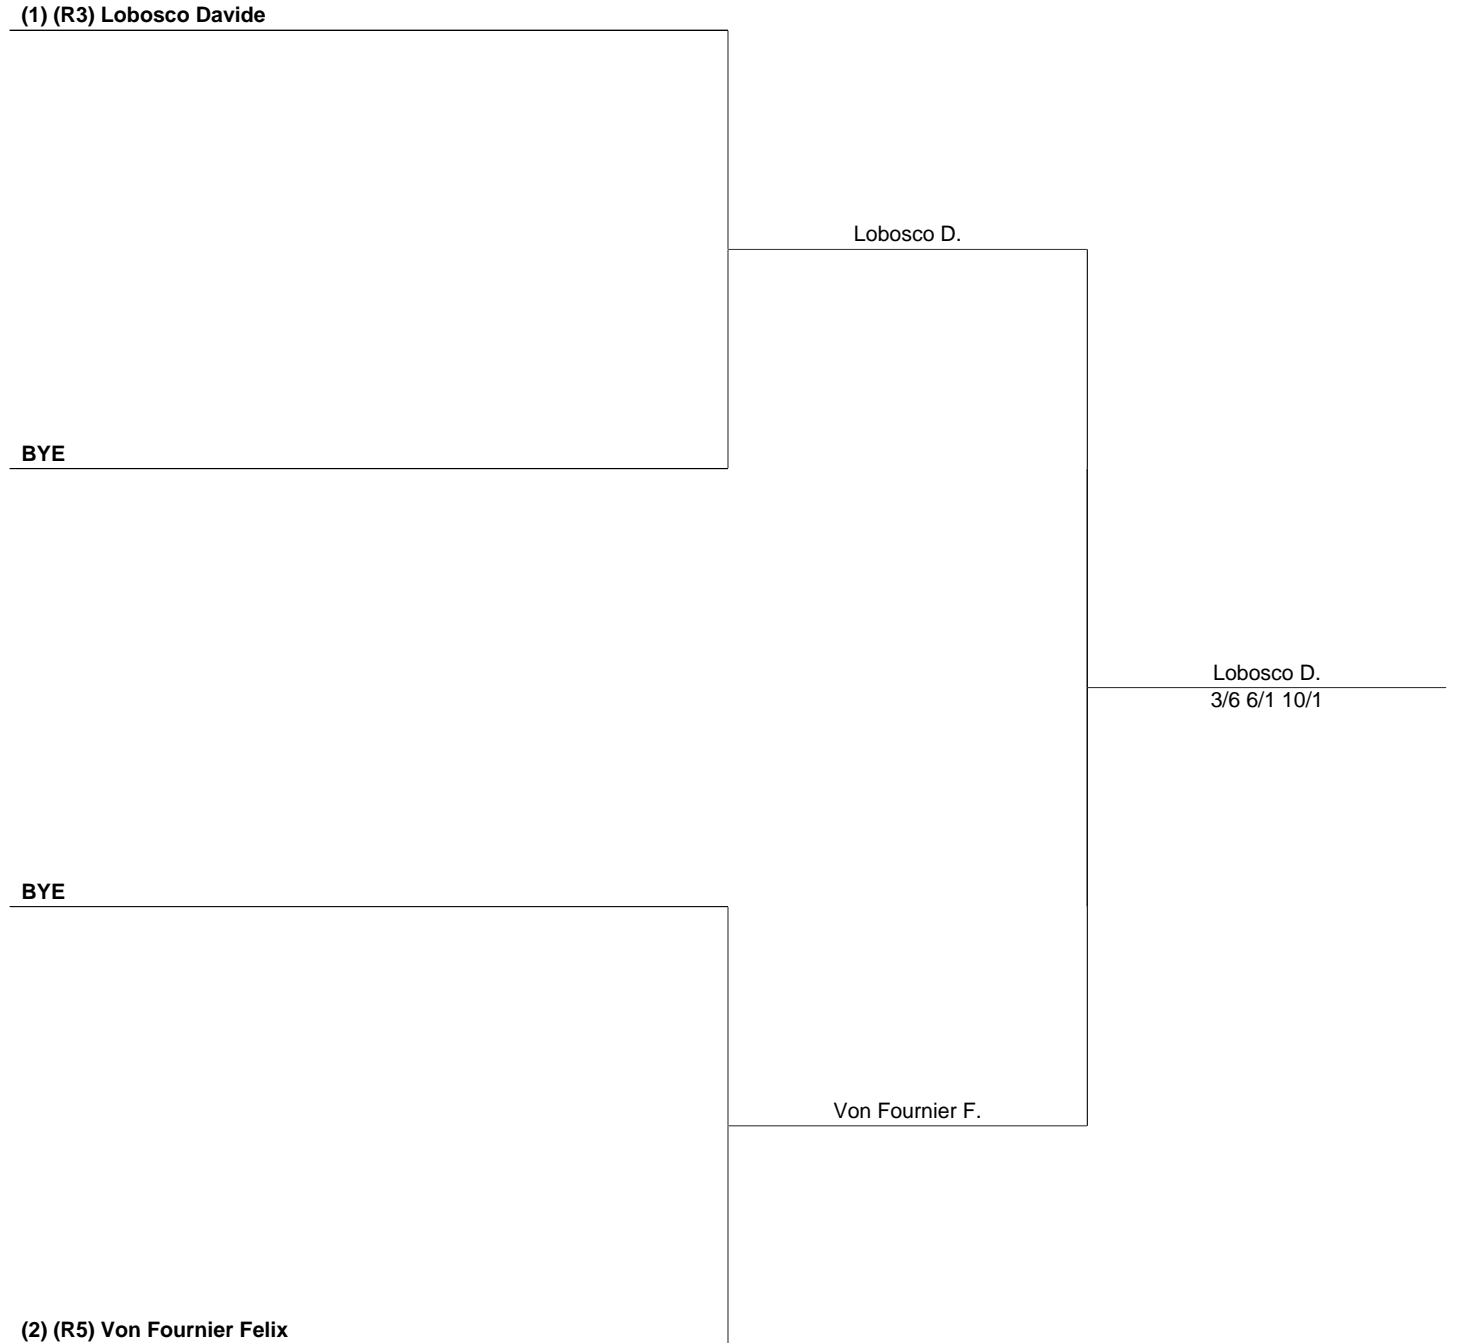 (1) (R3) Lobosco Davide
Lobosco D.
BYE
Lobosco D.
3/6 6/1 10/1
BYE
Von Fournier F.
(2) (R5) Von Fournier Felix